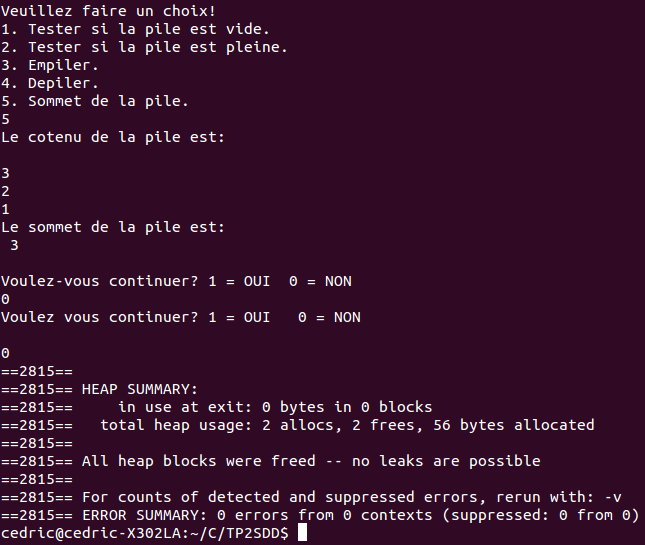 Veuillez faire un choix!
1. Tester si la pile est vide.
2. Tester si la pile est pleine.
3. Empiler.
4. Depiler.
5. Sommet de la pile.
5
Le cotenu de la pile est:
3
2
1
Le sommet de la pile est:
3
Voulez-vous continuer? 1 = OUI  0 = NON
0
Voulez vous continuer? 1 = OUI   0 = NON
0
==2815==
==2815== HEAP SUMMARY:
==2815==     in use at exit: 0 bytes in 0 blocks
==2815==   total heap usage: 2 allocs, 2 frees, 56 bytes allocated
==2815==
==2815== All heap blocks were freed -- no leaks are possible
==2815==
==2815== For counts of detected and suppressed errors, rerun with: -v
==2815== ERROR SUMMARY: 0 errors from 0 contexts (suppressed: 0 from 0)
cedric@cedric-X302LA:~/C/TP2SDD$